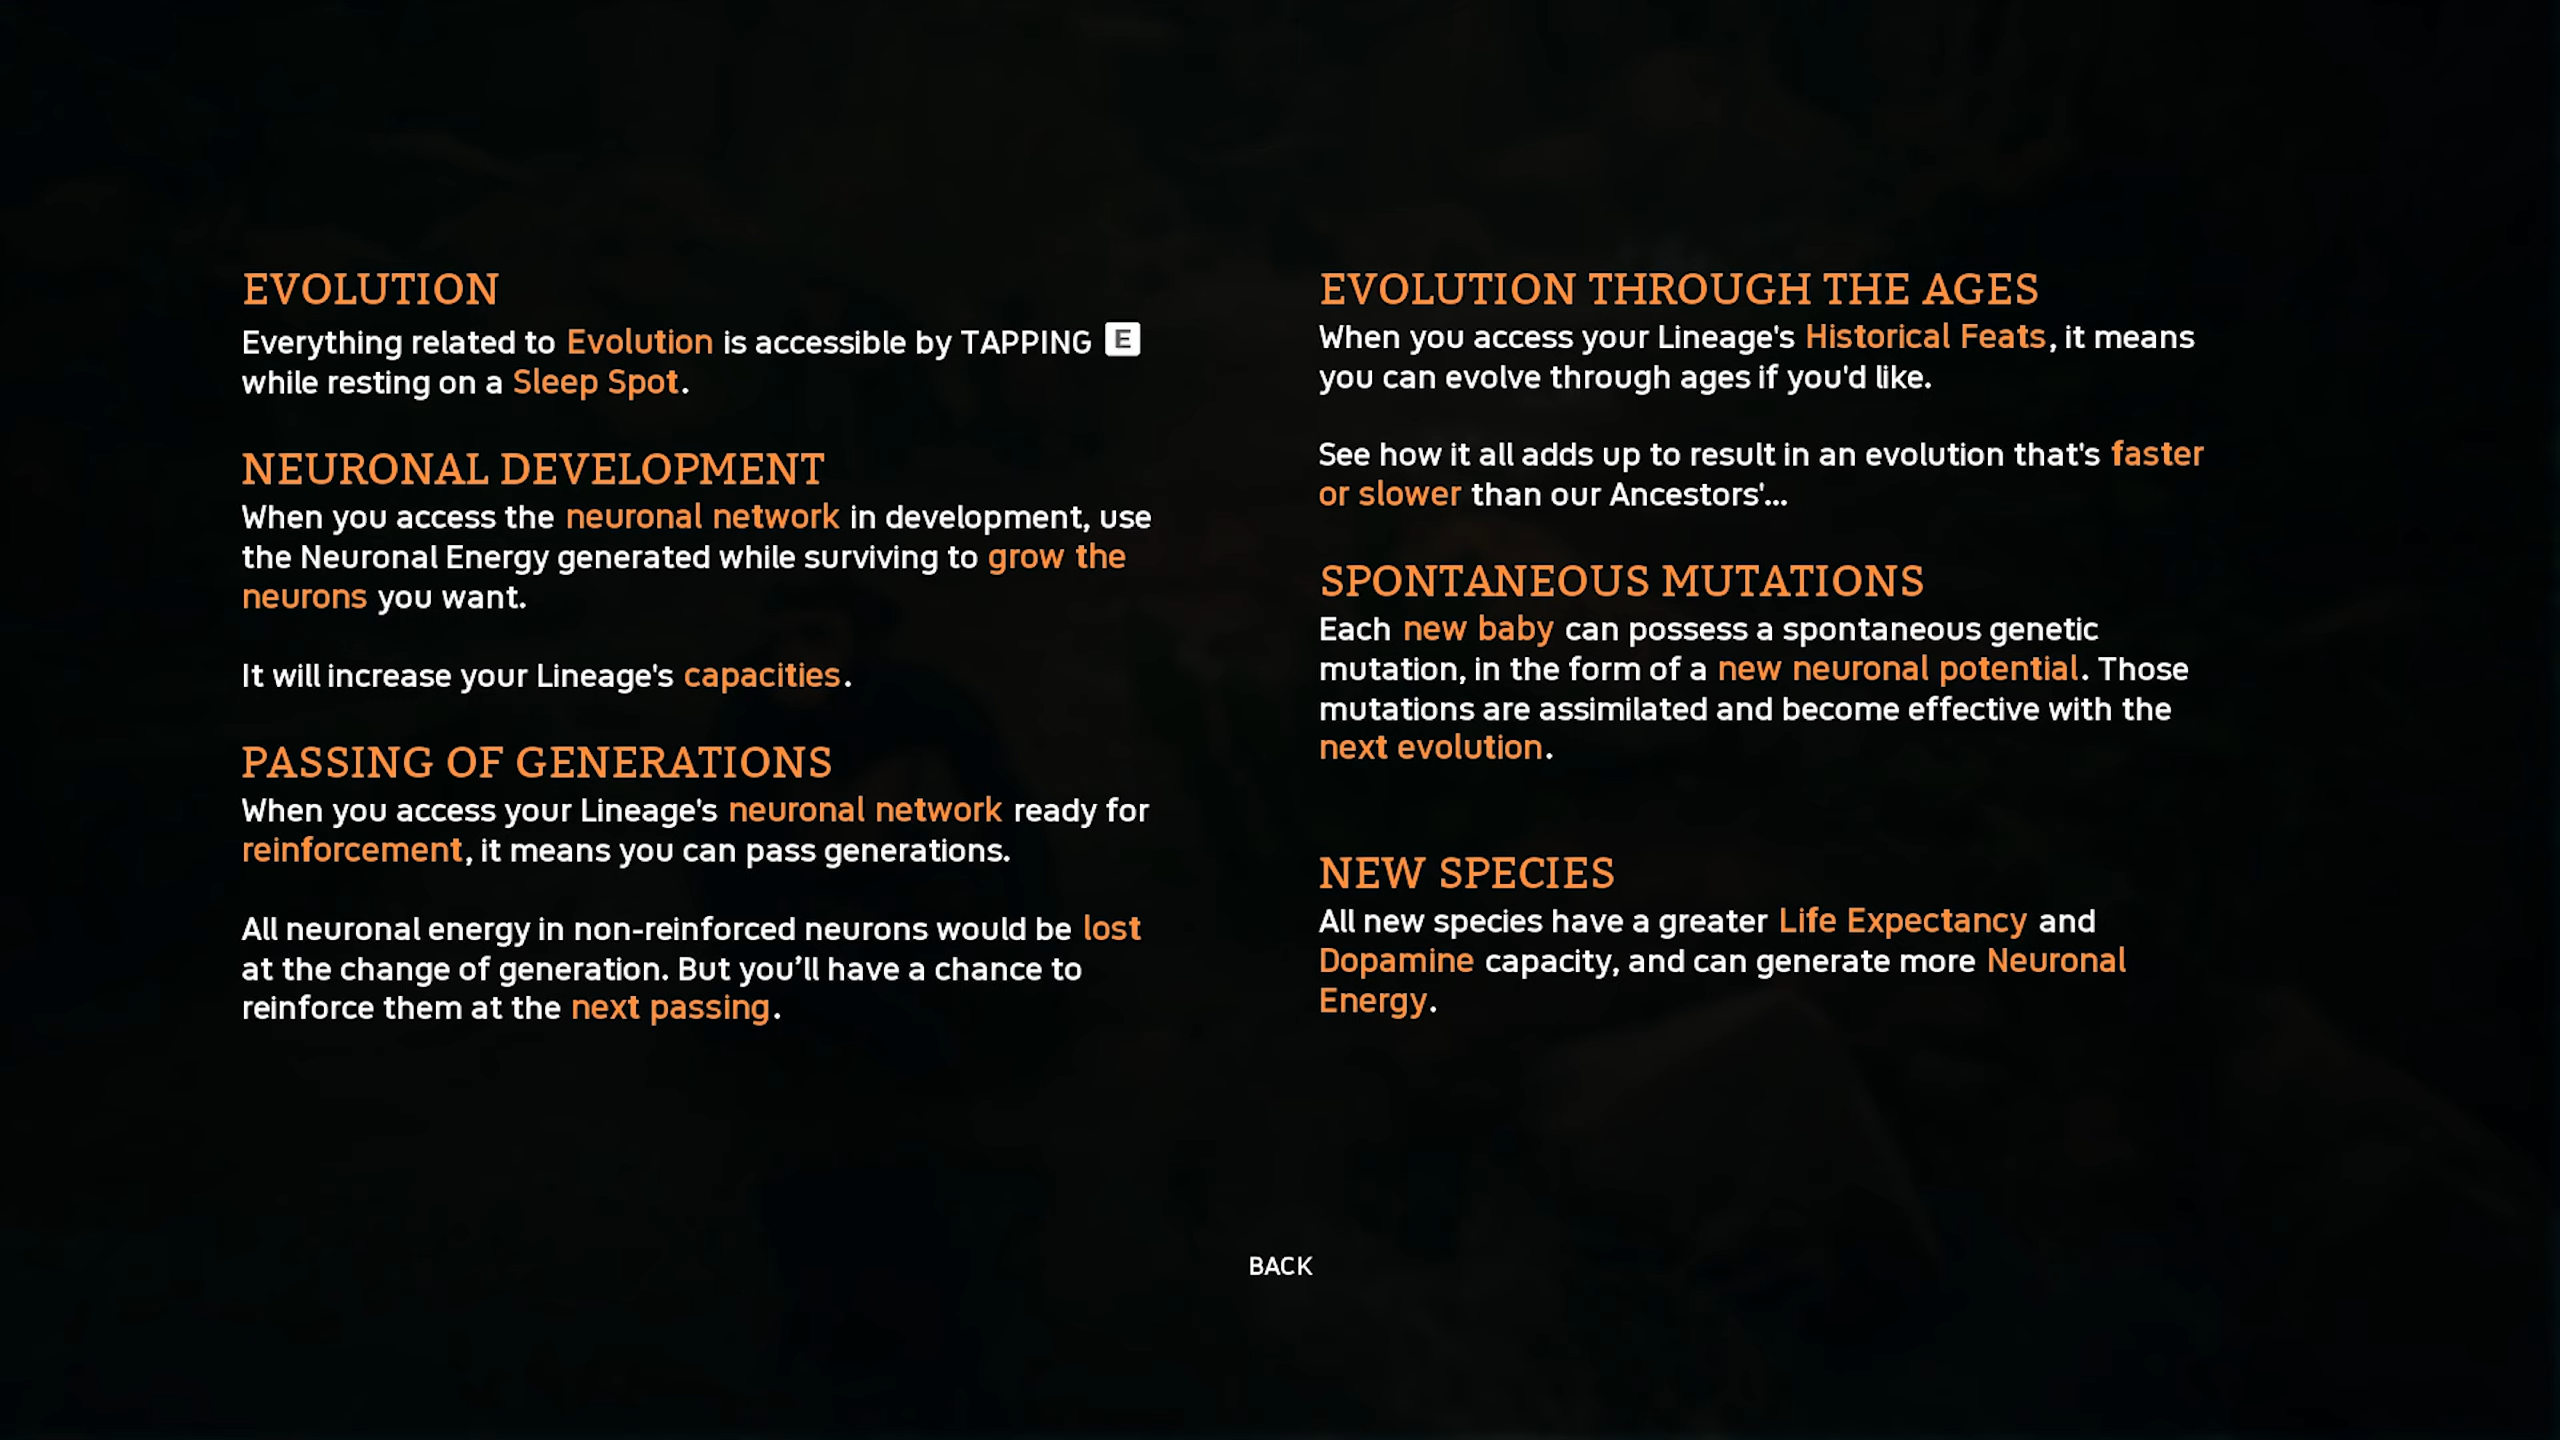 EVOLUTION
Everything related to Evolution is accessible by TAPPING E
while resting on a Sleep Spot.
NEURONAL DEVELOPMENT
When you access the neuronal network in development, use
the Neuronal Energy generated while surviving to grow the
neurons you want.
It will increase your Lineage's capacities.
PASSING OF GENERATIONS
When you access your Lineage's neuronal network ready for
reinforcement, it means you can pass generations.
All neuronal energy in non-reinforced neurons would be lost
at the change of generation. But you’ll have a chance to
reinforce them at the next passing.
EVOLUTION THROUGH THE AGES
When you access your Lineage's Historical Feats, it means
you can evolve through ages if you'd like.
See how it all adds up to result in an evolution that's faster
or slower than our Ancestors'...
SPONTANEOUS MUTATIONS
Each new baby can possess a spontaneous genetic
mutation, in the form of a new neuronal potential. Those
mutations are assimilated and become effective with the
next evolution.
NEW SPECIES
All new species have a greater Life Expectancy and
Dopamine capacity, and can generate more Neuronal
Energy.
BACK